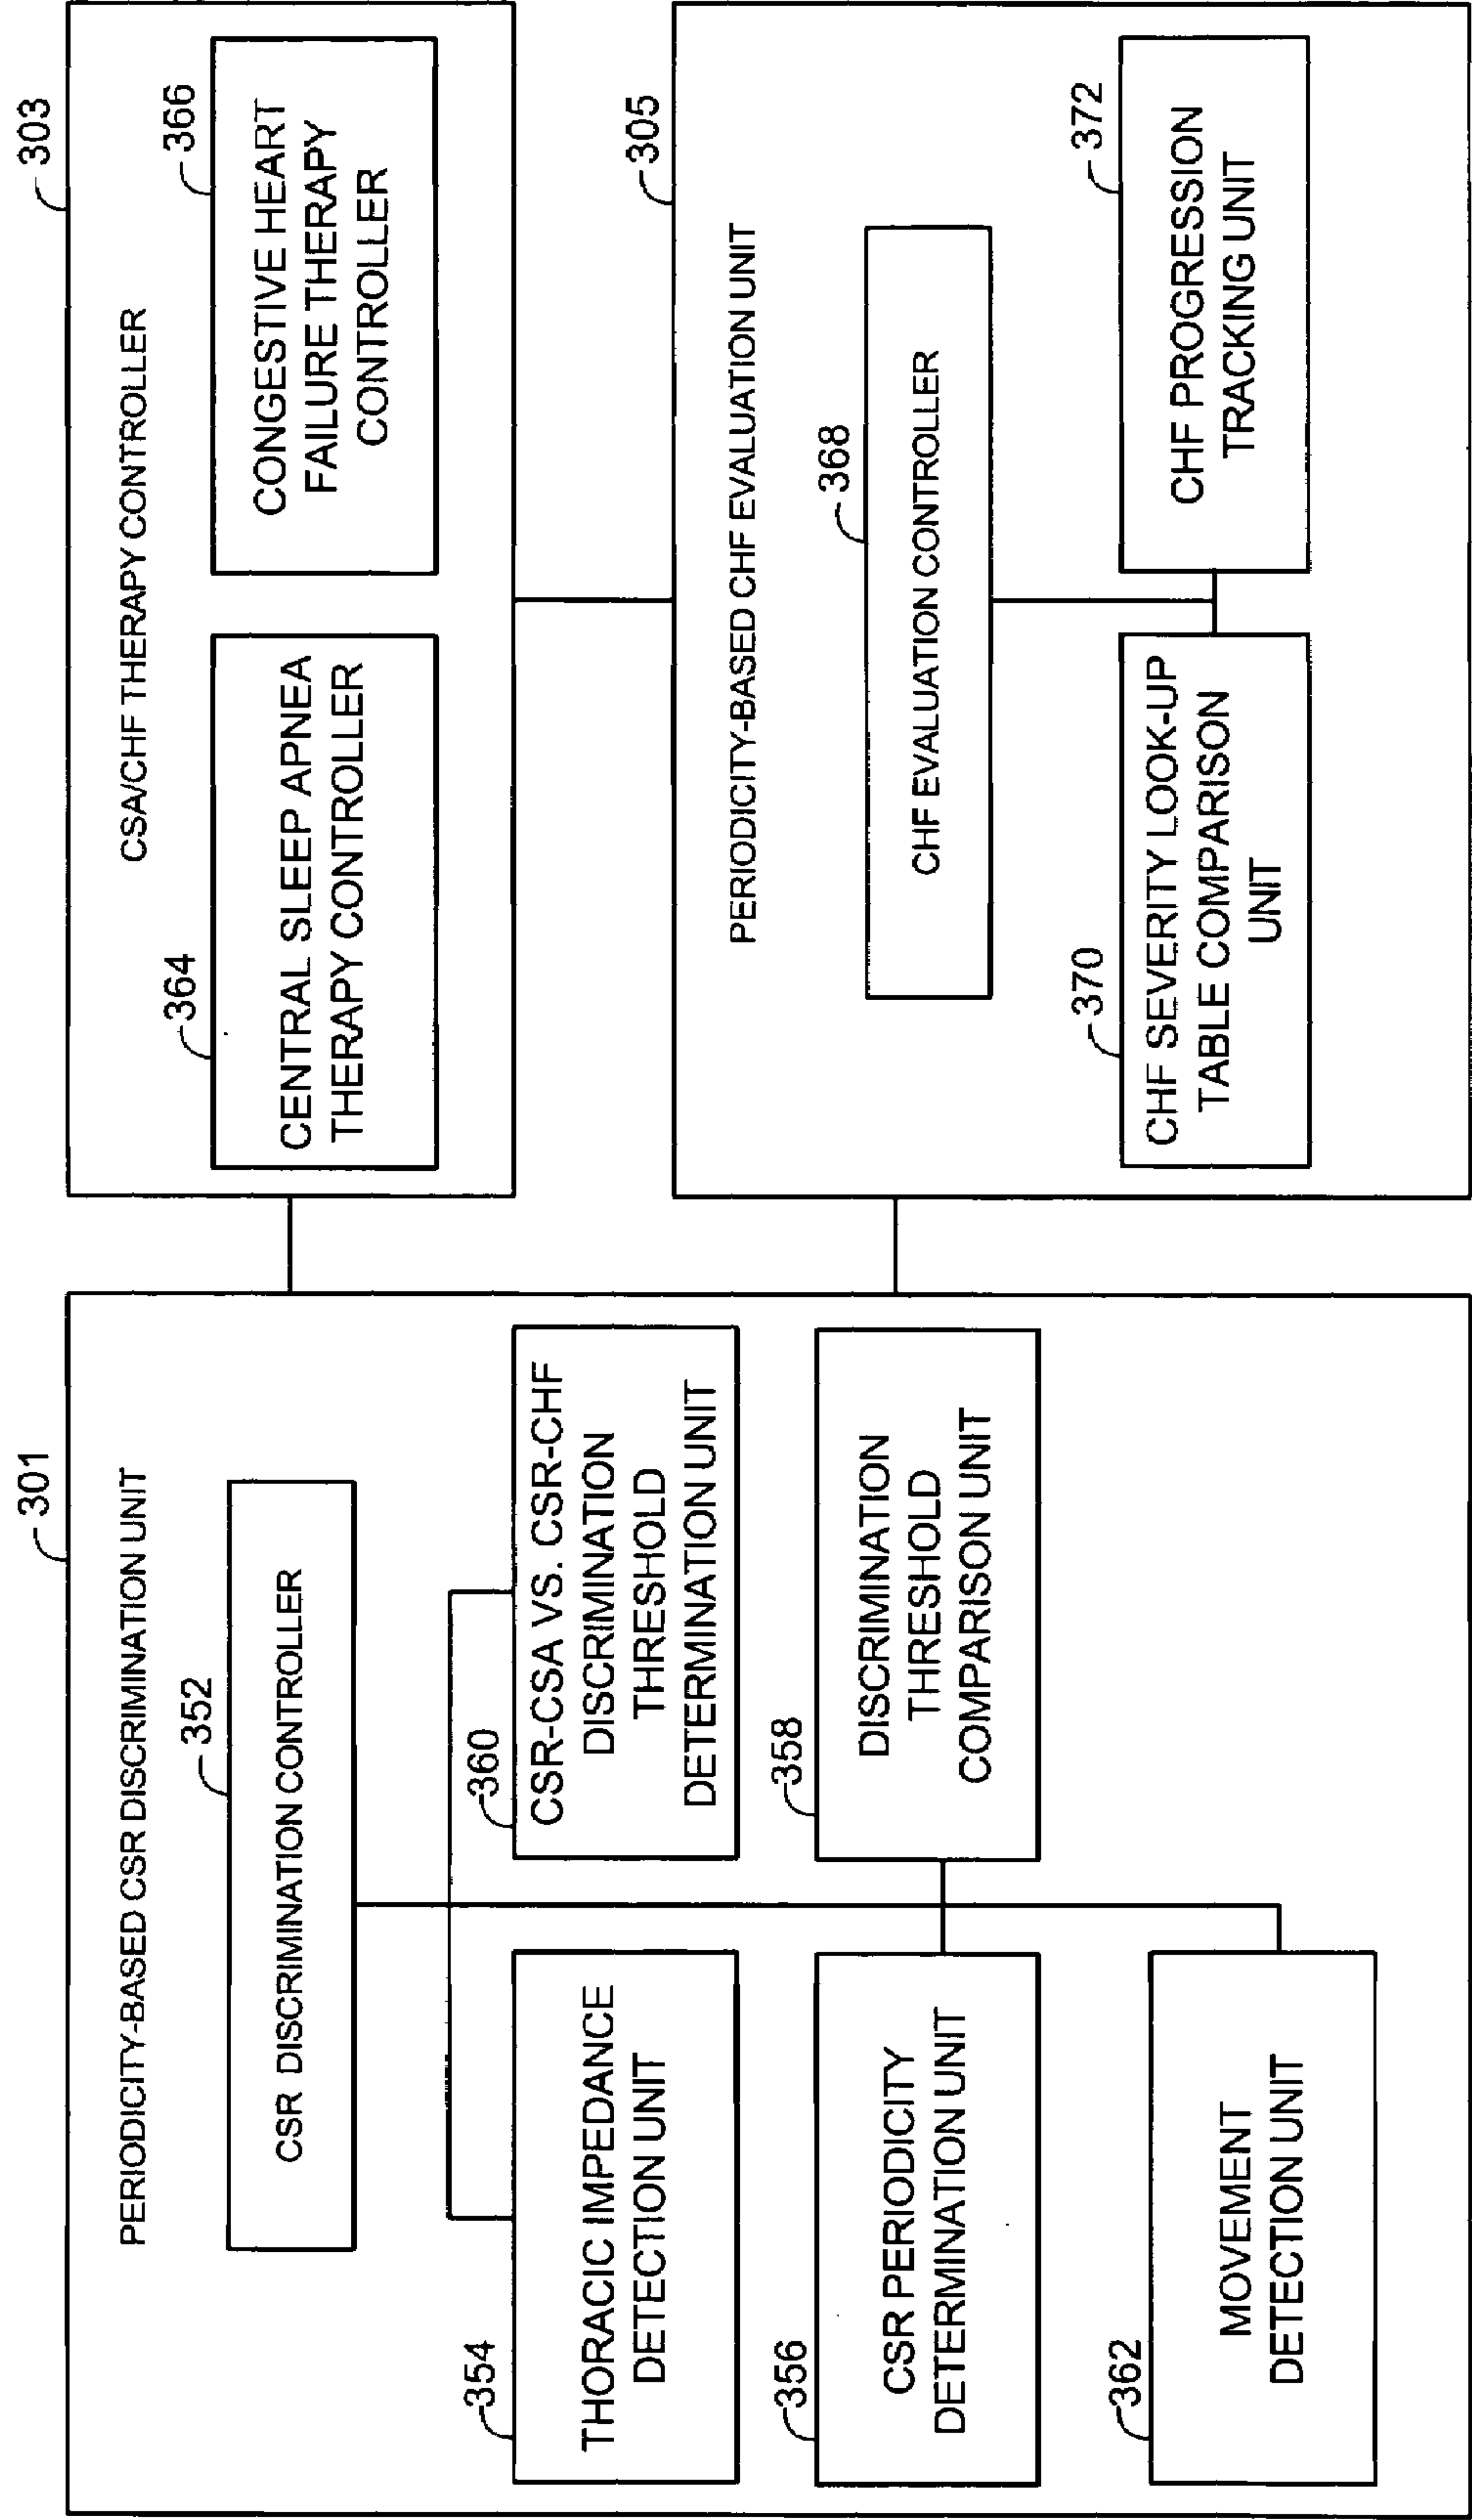 301
PERIODICITY-BASED CSR DISCRIMINATION UNIT
352
CSR DISCRIMINATION CONTROLLER
354
THORACIC IMPEDANCE
DETECTION UNIT
360
CSR-CSA VS. CSR-CHF
DISCRIMINATION
THRESHOLD
DETERMINATION UNIT
356
CSR PERIODICITY
DETERMINATION UNIT
358
DISCRIMINATION
THRESHOLD
COMPARISON UNIT
362
MOVEMENT
DETECTION UNIT
303
CSA/CHF THERAPY CONTROLLER
364
CENTRAL SLEEP APNEA
THERAPY CONTROLLER
366
CONGESTIVE HEART
FAILURE THERAPY
CONTROLLER
305
PERIODICITY-BASED CHF EVALUATION UNIT
368
CHF EVALUATION CONTROLLER
370
CHF SEVERITY LOOK-UP
TABLE COMPARISON
UNIT
372
CHF PROGRESSION
TRACKING UNIT